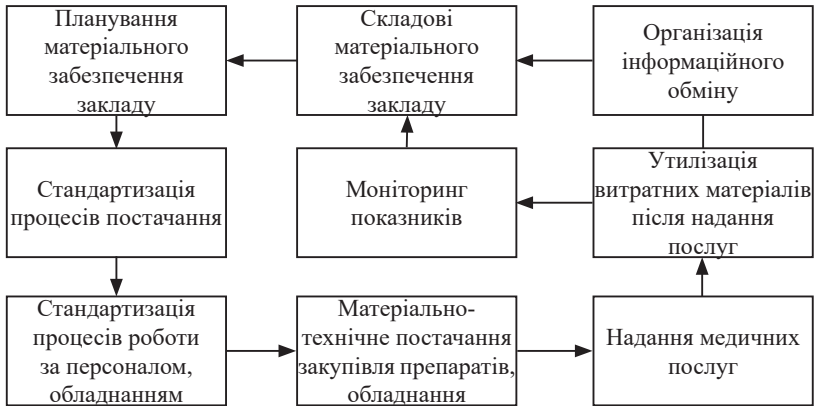 Планування
матеріального
забезпечення
закладу
Складові
матеріального
забезпечення
закладу
Організація
інформаційного
обміну
Стандартизація
процесів постачання
Моніторинг
показників
Утилізація
витратних матеріалів
після надання
послуг
Стандартизація
процесів роботи
за персоналом,
обладнанням
Матеріально-
технічне постачання
закупівля препаратів,
обладнання
Надання медичних
послуг